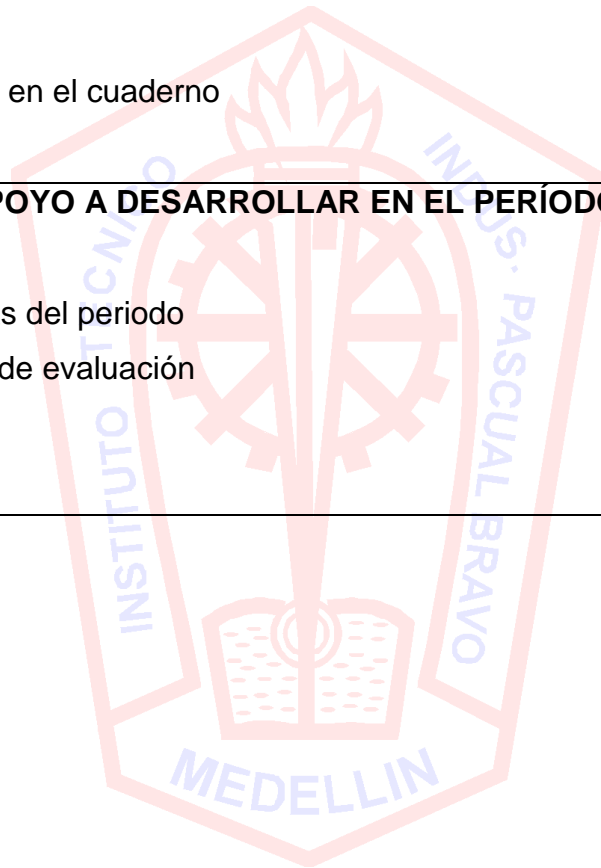 en el cuaderno
POYO A DESARROLLAR EN EL PERÍODO
s del periodo
de evaluación
INSTITUTO TECNICO INDUS. PASCUAL BRAVO
MEDELLIN